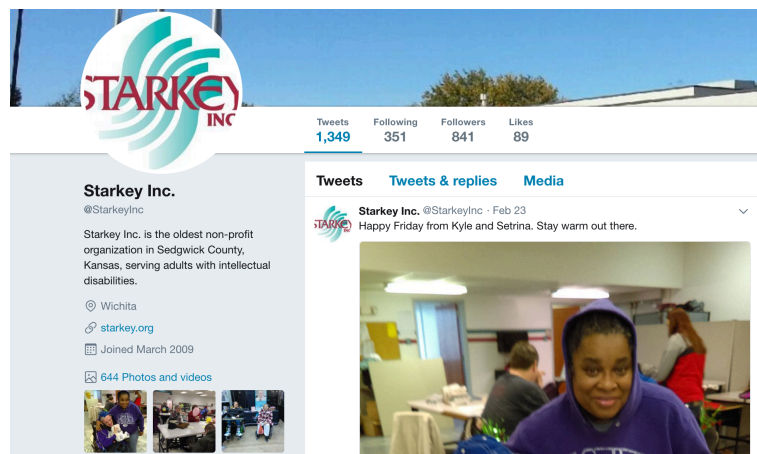 STARKEY
INC
Tweets Following Followers Likes
1,349 351 841 89
Starkey Inc.
@StarkeyInc
Starkey Inc. is the oldest non-profit
organization in Sedgwick County,
Kansas, serving adults with intellectual
disabilities.
Wichita
starkey.org
Joined March 2009
644 Photos and videos
Tweets Tweets & replies Media
STARKEY
Starkey Inc. @StarkeyInc · Feb 23
Happy Friday from Kyle and Setrina. Stay warm out there.